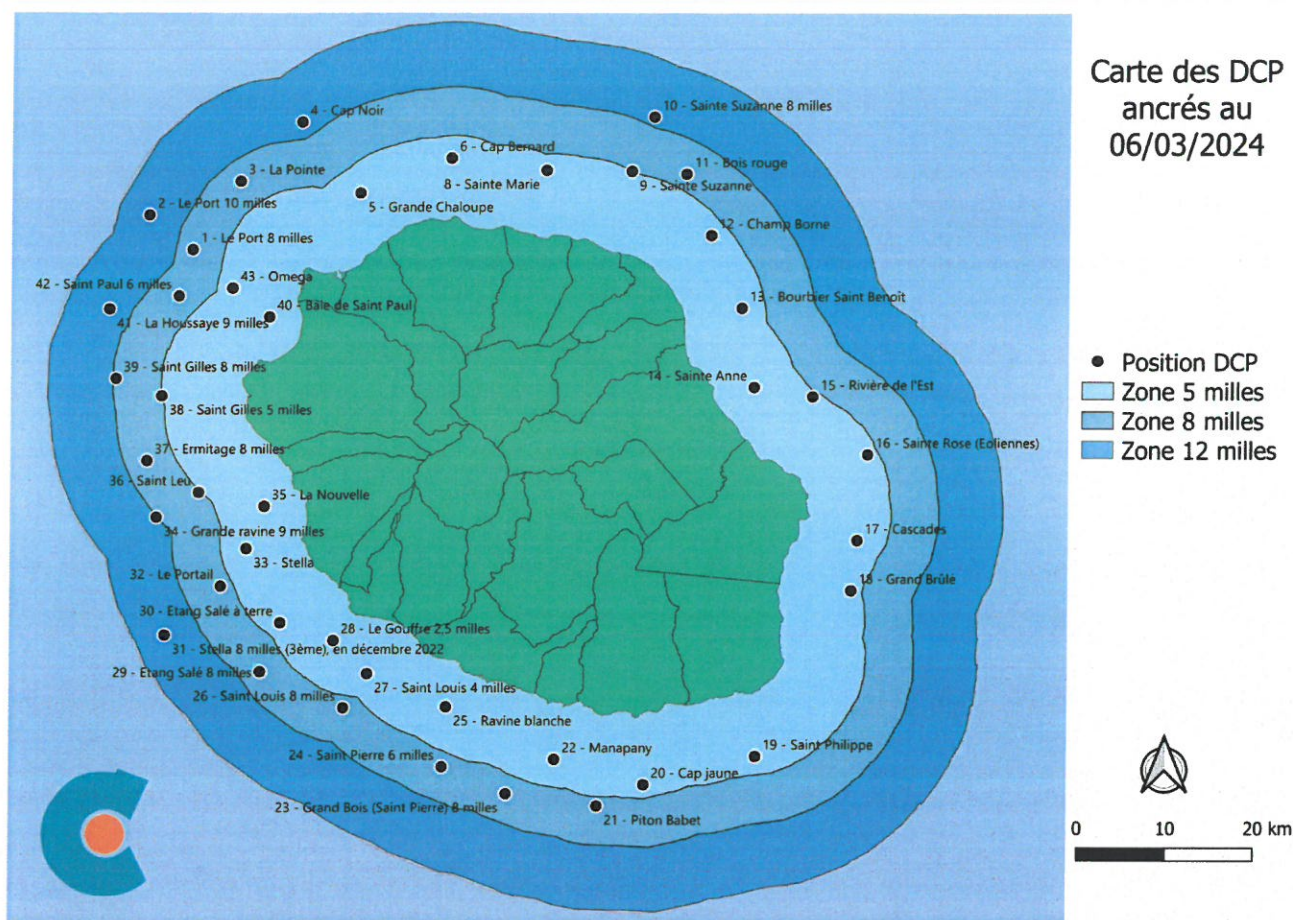 Carte des DCP
ancrés au
06/03/2024
4 - Cap Noir
10 - Sainte Suzanne 8 milles
6 - Cap Bernard
3 - La Pointe
11 - Bois rouge
8 - Sainte Marie
9 - Sainte Suzanne
2 - Le Port 10 milles
5 - Grande Chaloupe
12 - Champ Borne
1 - Le Port 8 milles
43 - Omega
42 - Saint Paul 6 milles
13 - Bourbier Saint Benoît
40 - Baie de Saint Paul
41 - La Houssaye 9 milles
39 - Saint Gilles 8 milles
14 - Sainte Anne
15 - Rivière de l'Est
38 - Saint Gilles 5 milles
37 - Ermitage 8 milles
16 - Sainte Rose (Eoliennes)
36 - Saint Leu
35 - La Nouvelle
34 - Grande ravine 9 milles
17 - Cascades
33 - Stella
32 - Le Portail
18 - Grand Brûlé
30 - Etang Salé à terre
28 - Le Gouffre 2,5 milles
31 - Stella 8 milles (3ème), en décembre 2022
29 - Etang Salé 8 milles
27 - Saint Louis 4 milles
26 - Saint Louis 8 milles
25 - Ravine blanche
24 - Saint Pierre 6 milles
22 - Manapany
19 - Saint Philippe
20 - Cap jaune
23 - Grand Bois (Saint Pierre) 8 milles
21 - Piton Babet
Position DCP
Zone 5 milles
Zone 8 milles
Zone 12 milles
0 10 20 km